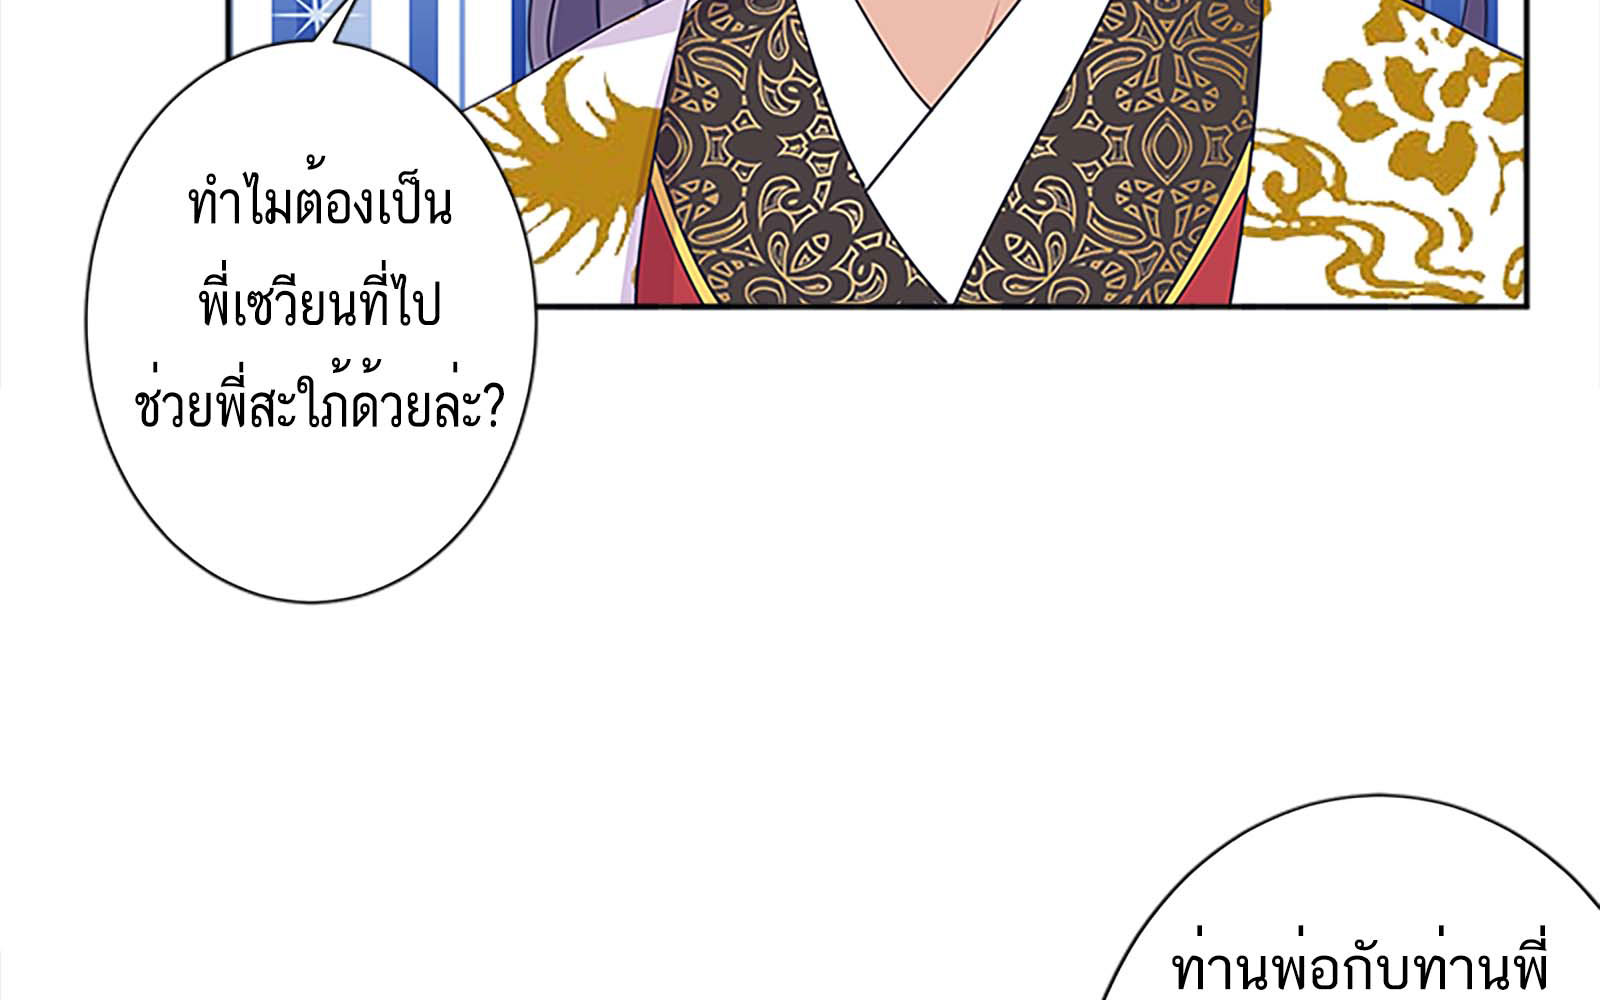 ทำไมต้องเป็น
พี่เซวียนที่ไป
ช่วยพี่สะใภ้ด้วยล่ะ?
ท่านพ่อกับท่านพี่